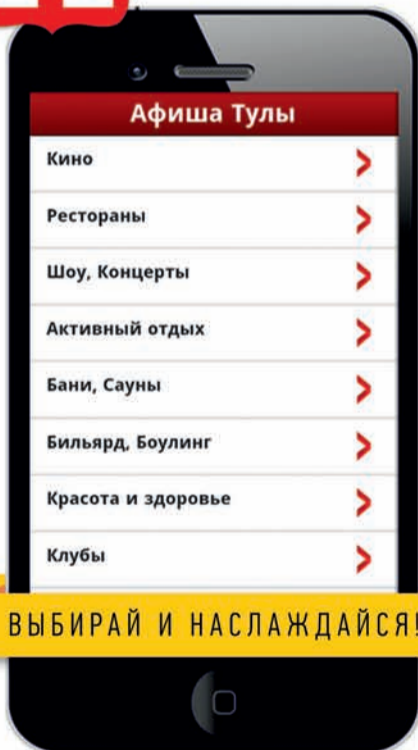 Афиша Тулы
Кино
Рестораны
Шоу, Концерты
Активный отдых
Бани, Сауны
Бильярд, Боулинг
Красота и здоровье
Клубы
ВЫБИРАЙ И НАСЛАЖДАЙСЯ!